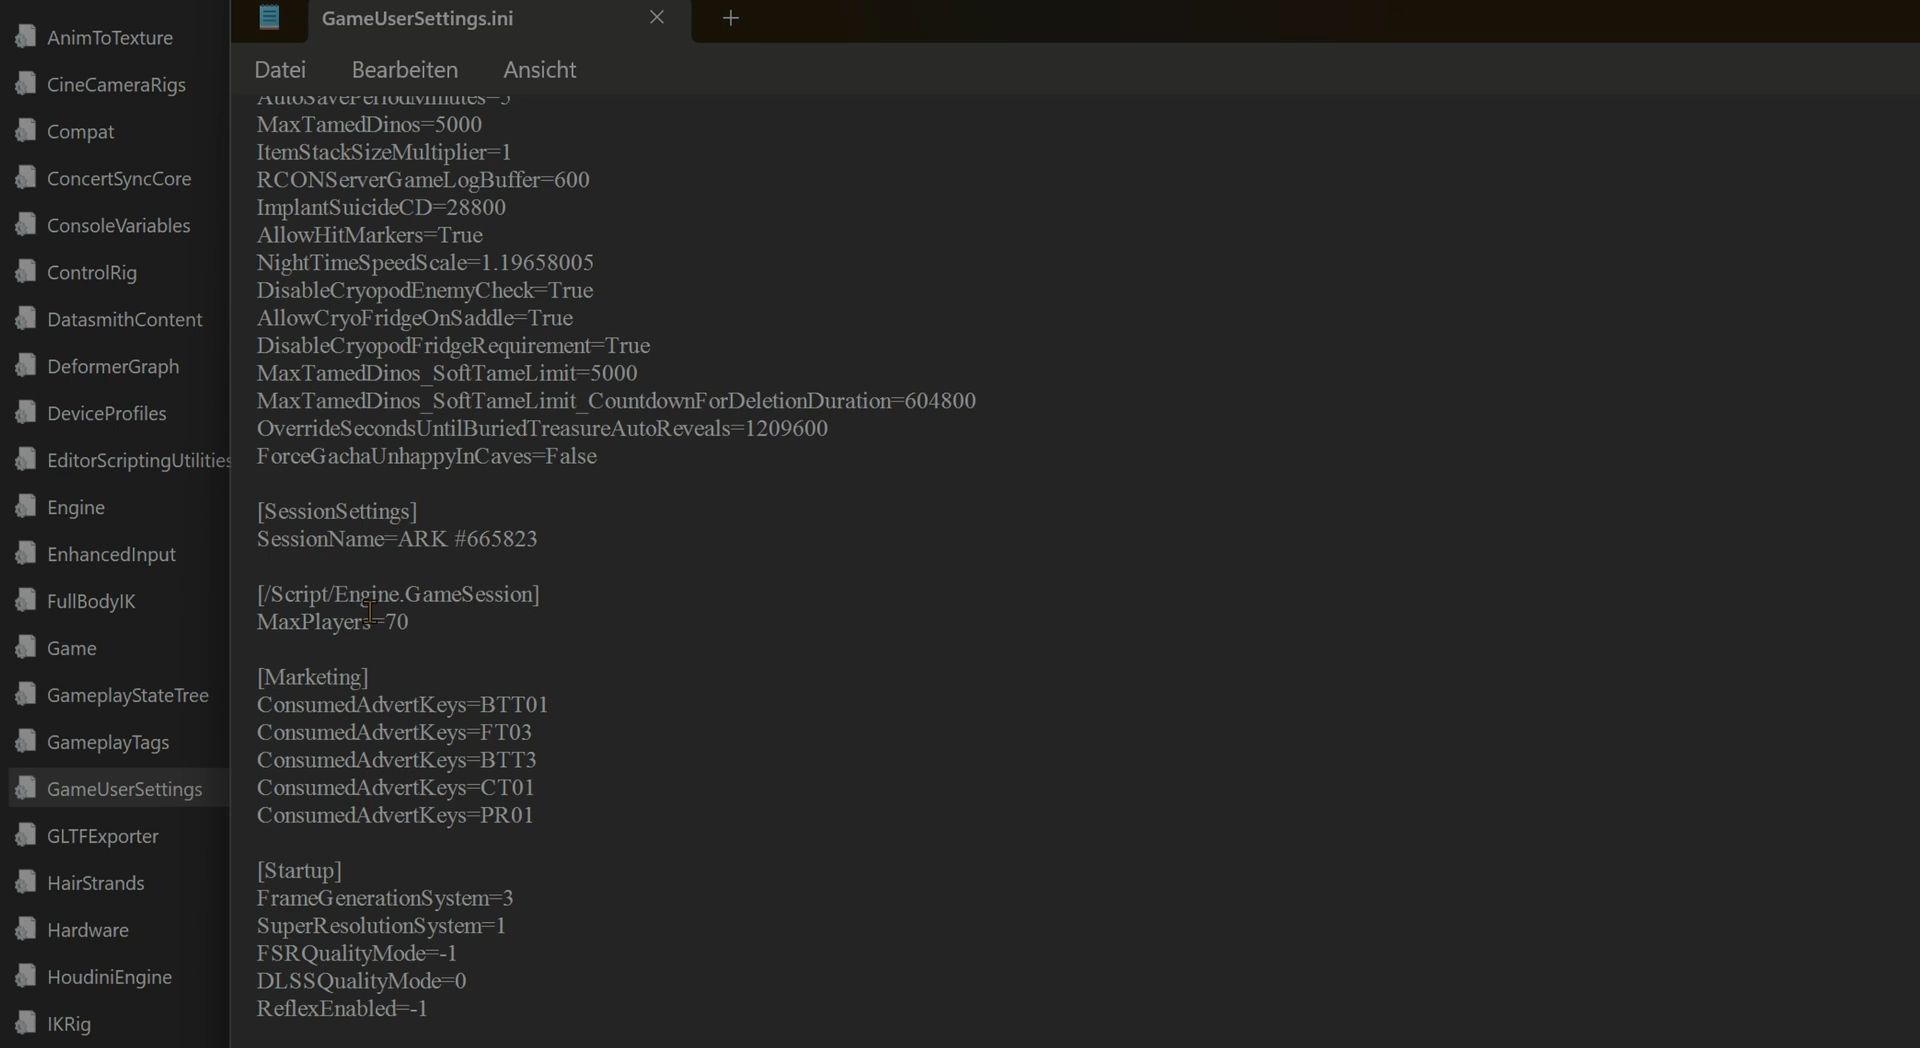 AnimToTexture
CineCameraRigs
Compat
ConcertSyncCore
ConsoleVariables
ControlRig
DatasmithContent
DeformerGraph
DeviceProfiles
EditorScriptingUtilities
Engine
EnhancedInput
FullBodyIK
Game
GameplayStateTree
GameplayTags
GameUserSettings
GLTFExporter
HairStrands
Hardware
HoudiniEngine
IKRig
GameUserSettings.ini
Datei Bearbeiten Ansicht
AutoSavePeriodMinutes=5
MaxTamedDinos=5000
ItemStackSizeMultiplier=1
RCONServerGameLogBuffer=600
ImplantSuicideCD=28800
AllowHitMarkers=True
NightTimeSpeedScale=1.19658005
DisableCryopodEnemyCheck=True
AllowCryoFridgeOnSaddle=True
DisableCryopodFridgeRequirement=True
MaxTamedDinos_SoftTameLimit=5000
MaxTamedDinos_SoftTameLimit_CountdownForDeletionDuration=604800
OverrideSecondsUntilBuriedTreasureAutoReveals=1209600
ForceGachaUnhappyInCaves=False
[SessionSettings]
SessionName=ARK #665823
[/Script/Engine.GameSession]
MaxPlayers=70
[Marketing]
ConsumedAdvertKeys=BTT01
ConsumedAdvertKeys=FT03
ConsumedAdvertKeys=BTT3
ConsumedAdvertKeys=CT01
ConsumedAdvertKeys=PR01
[Startup]
FrameGenerationSystem=3
SuperResolutionSystem=1
FSRQualityMode=-1
DLSSQualityMode=0
ReflexEnabled=-1